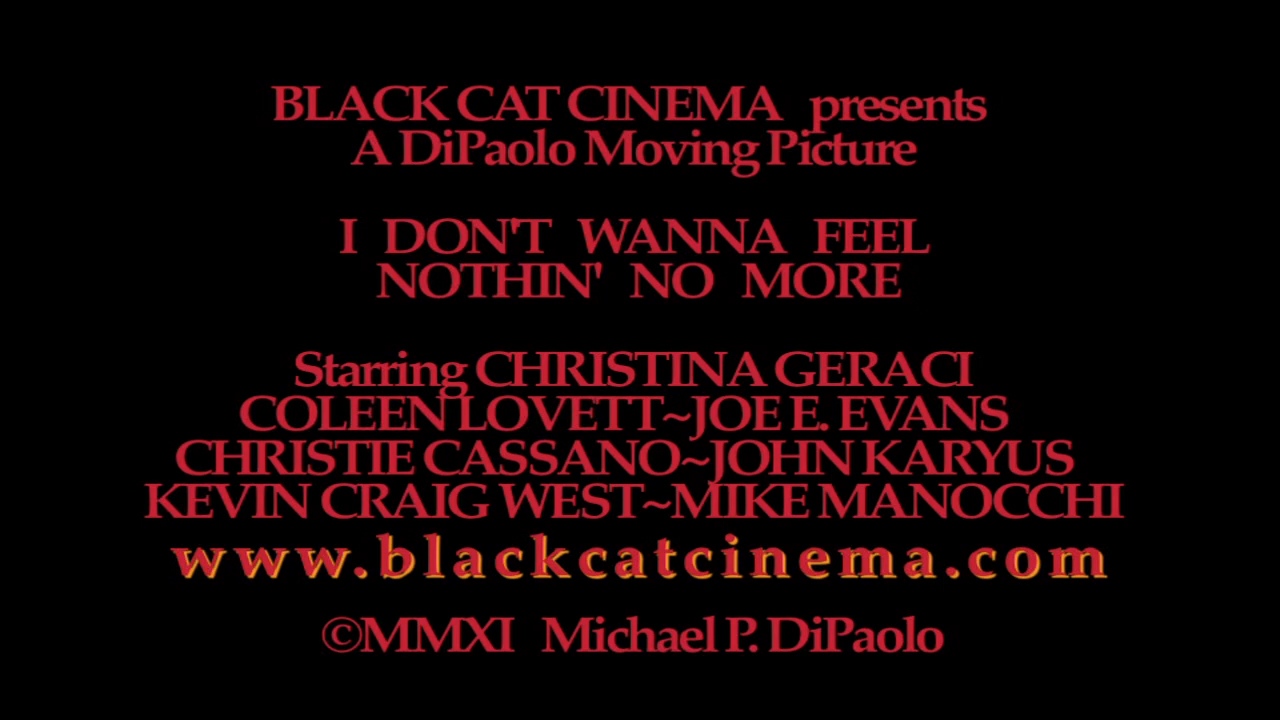 BLACK CAT CINEMA presents
A DiPaolo Moving Picture
I DON'T WANNA FEEL
NOTHIN' NO MORE
Starring CHRISTINA GERACI
COLEEN LOVETT~JOE E. EVANS
CHRISTIE CASSANO~JOHN KARYUS
KEVIN CRAIG WEST~MIKE MANOCCHI
www.blackcatcinema.com
©MMXI Michael P. DiPaolo